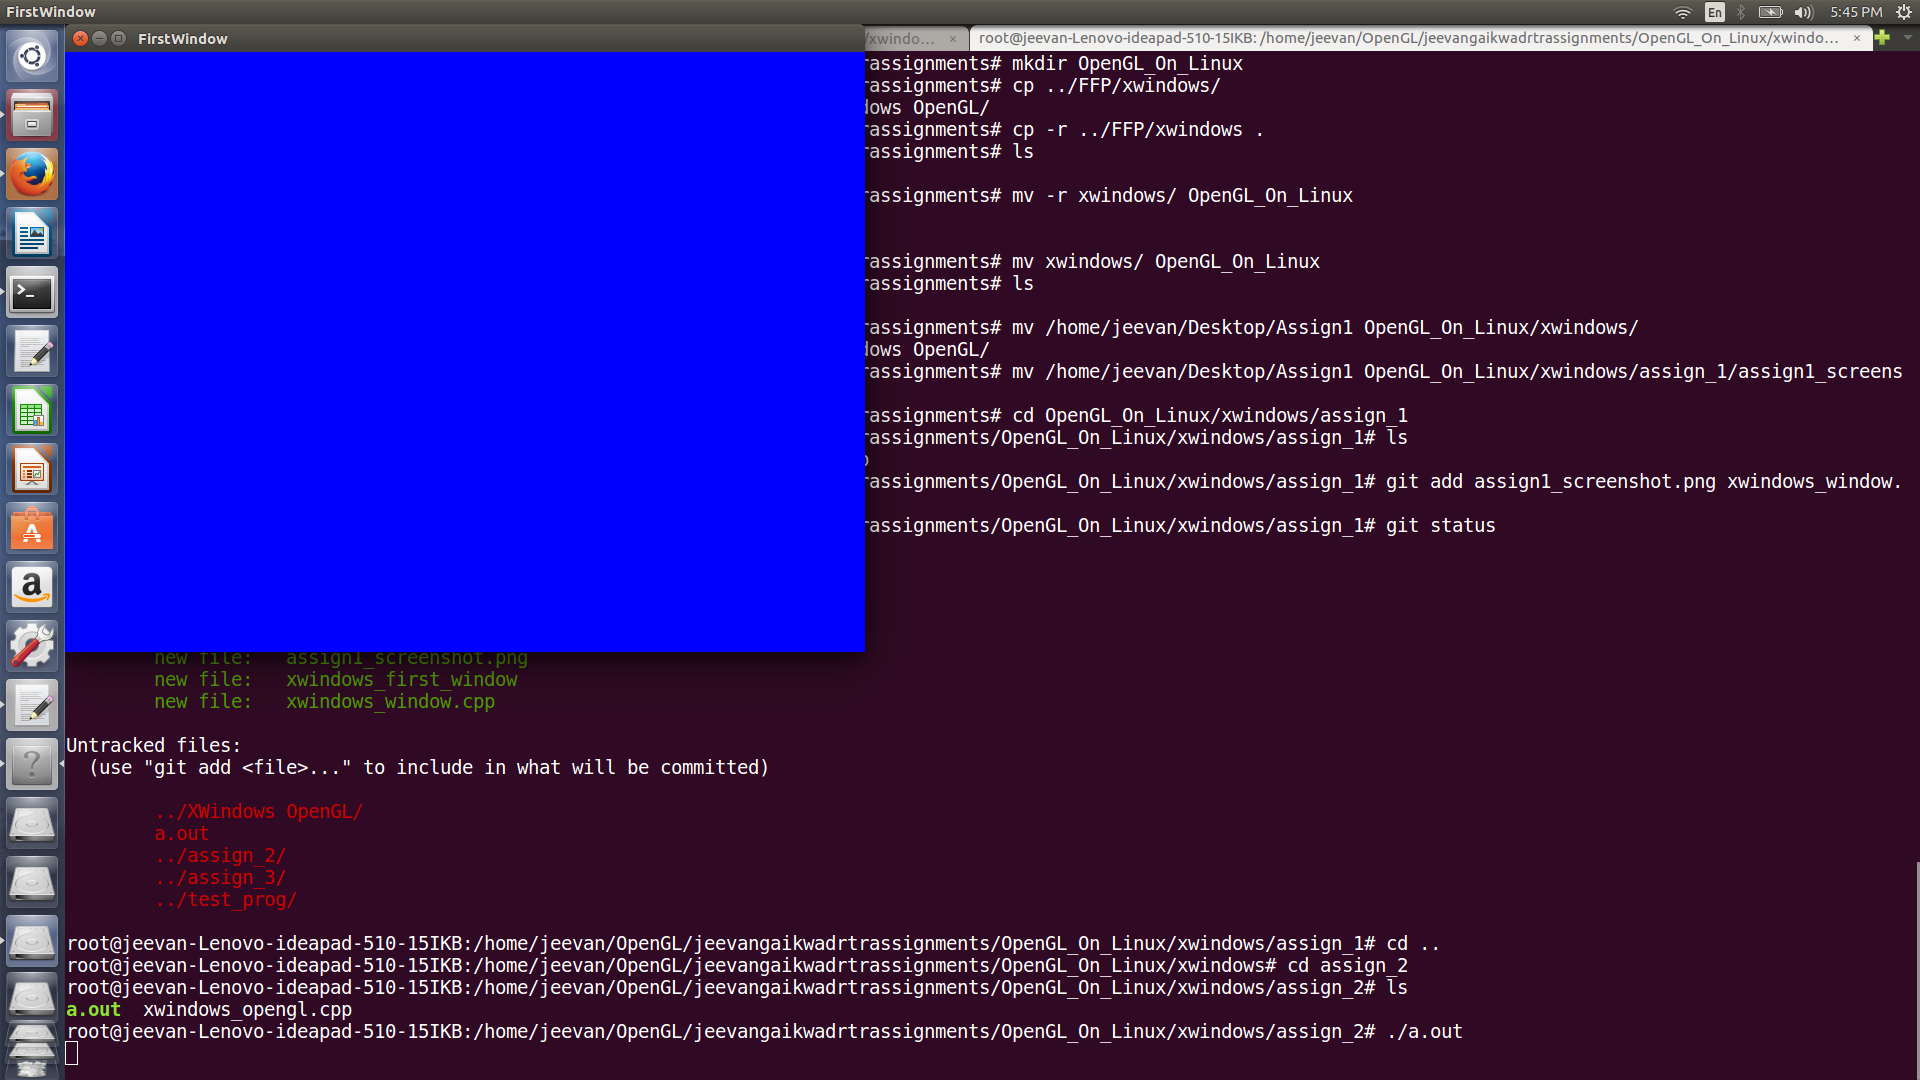 FirstWindow
En
5:45 PM
FirstWindow
/xwindo... ×
root@jeevan-Lenovo-ideapad-510-15IKB: /home/jeevan/OpenGL/jeevangaikwadrtrassignments/OpenGL_On_Linux/xwindo... ×
rassignments# mkdir OpenGL_On_Linux
rassignments# cp ../FFP/xwindows/
dows OpenGL/
rassignments# cp -r ../FFP/xwindows .
rassignments# ls
rassignments# mv -r xwindows/ OpenGL_On_Linux
rassignments# mv xwindows/ OpenGL_On_Linux
rassignments# ls
rassignments# mv /home/jeevan/Desktop/Assign1 OpenGL_On_Linux/xwindows/
dows OpenGL/
rassignments# mv /home/jeevan/Desktop/Assign1 OpenGL_On_Linux/xwindows/assign_1/assign1_screens
rassignments# cd OpenGL_On_Linux/xwindows/assign_1
rassignments/OpenGL_On_Linux/xwindows/assign_1# ls
rassignments/OpenGL_On_Linux/xwindows/assign_1# git add assign1_screenshot.png xwindows_window.
rassignments/OpenGL_On_Linux/xwindows/assign_1# git status
new file:   assign1_screenshot.png
new file:   xwindows_first_window
new file:   xwindows_window.cpp
Untracked files:
(use "git add <file>..." to include in what will be committed)
../XWindows OpenGL/
a.out
../assign_2/
../assign_3/
../test_prog/
root@jeevan-Lenovo-ideapad-510-15IKB:/home/jeevan/OpenGL/jeevangaikwadrtrassignments/OpenGL_On_Linux/xwindows/assign_1# cd ..
root@jeevan-Lenovo-ideapad-510-15IKB:/home/jeevan/OpenGL/jeevangaikwadrtrassignments/OpenGL_On_Linux/xwindows# cd assign_2
root@jeevan-Lenovo-ideapad-510-15IKB:/home/jeevan/OpenGL/jeevangaikwadrtrassignments/OpenGL_On_Linux/xwindows/assign_2# ls
a.out  xwindows_opengl.cpp
root@jeevan-Lenovo-ideapad-510-15IKB:/home/jeevan/OpenGL/jeevangaikwadrtrassignments/OpenGL_On_Linux/xwindows/assign_2# ./a.out